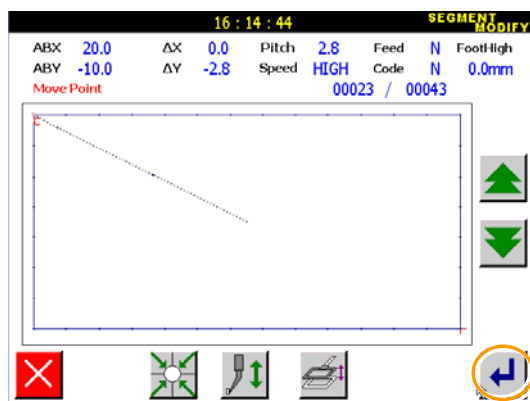 16 : 14 : 44 SEGMENT MODIFY
ABX 20.0 ΔX 0.0 Pitch 2.8 Feed N FootHigh
ABY -10.0 ΔY -2.8 Speed HIGH Code N 0.0mm
Move Point 00023 / 00043